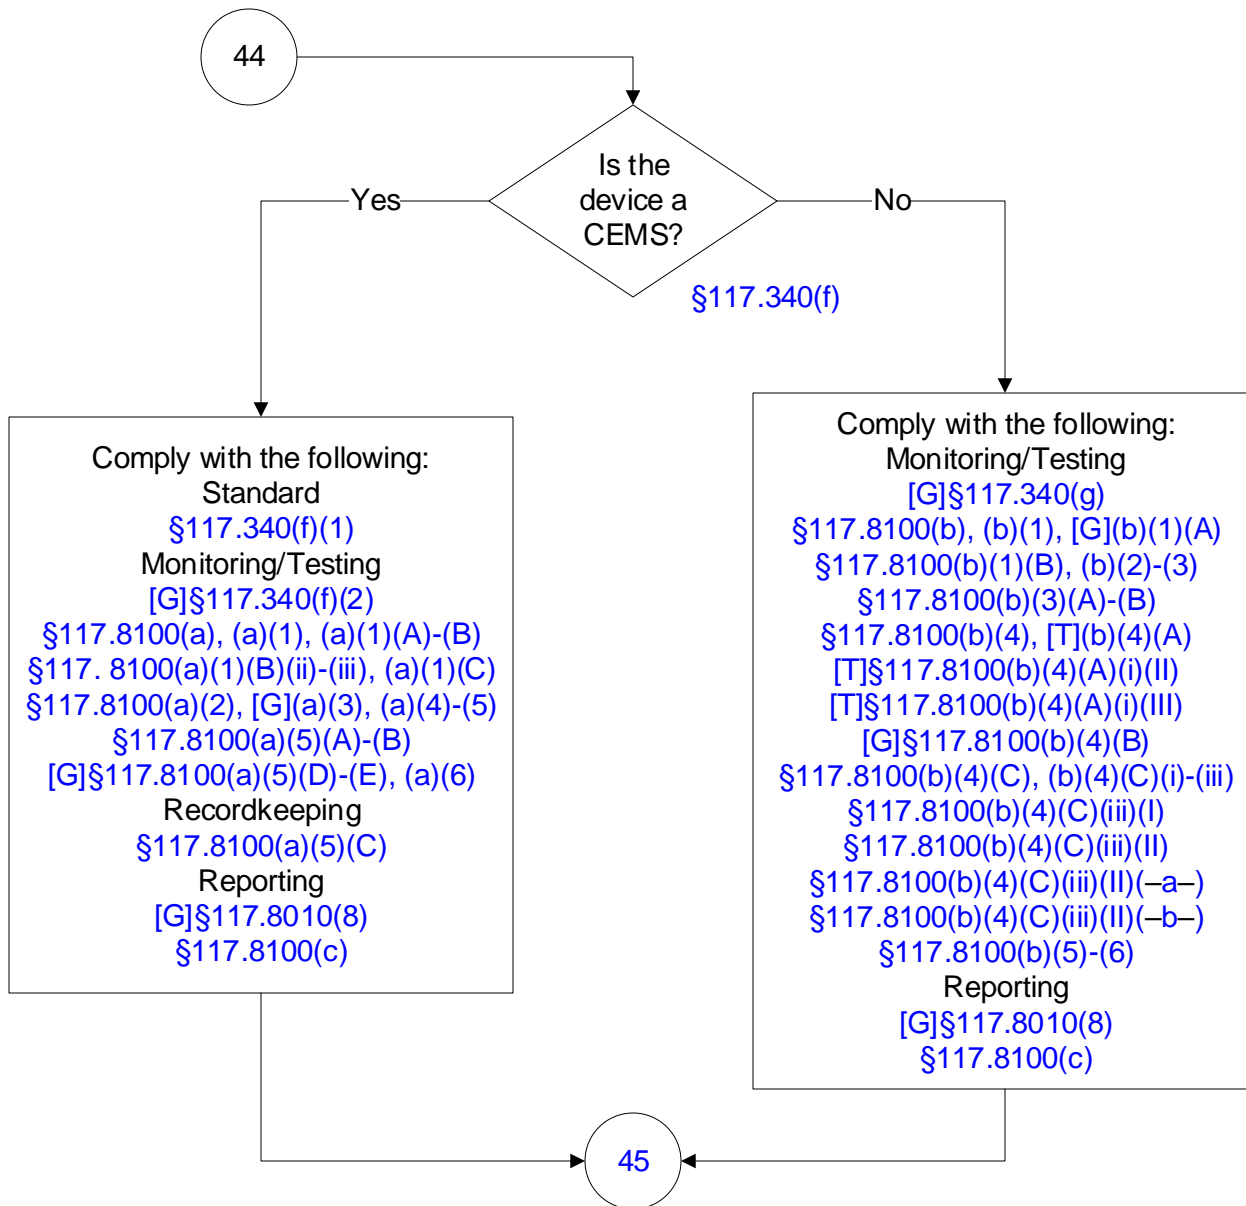 44
Is the
device a
CEMS?
Yes
No
§117.340(f)
Comply with the following:
Standard
§117.340(f)(1)
Monitoring/Testing
[G]§117.340(f)(2)
§117.8100(a), (a)(1), (a)(1)(A)-(B)
§117. 8100(a)(1)(B)(ii)-(iii), (a)(1)(C)
§117.8100(a)(2), [G](a)(3), (a)(4)-(5)
§117.8100(a)(5)(A)-(B)
[G]§117.8100(a)(5)(D)-(E), (a)(6)
Recordkeeping
§117.8100(a)(5)(C)
Reporting
[G]§117.8010(8)
§117.8100(c)
Comply with the following:
Monitoring/Testing
[G]§117.340(g)
§117.8100(b), (b)(1), [G](b)(1)(A)
§117.8100(b)(1)(B), (b)(2)-(3)
§117.8100(b)(3)(A)-(B)
§117.8100(b)(4), [T](b)(4)(A)
[T]§117.8100(b)(4)(A)(i)(II)
[T]§117.8100(b)(4)(A)(i)(III)
[G]§117.8100(b)(4)(B)
§117.8100(b)(4)(C), (b)(4)(C)(i)-(iii)
§117.8100(b)(4)(C)(iii)(I)
§117.8100(b)(4)(C)(iii)(II)
§117.8100(b)(4)(C)(iii)(II)(–a–)
§117.8100(b)(4)(C)(iii)(II)(–b–)
§117.8100(b)(5)-(6)
Reporting
[G]§117.8010(8)
§117.8100(c)
45